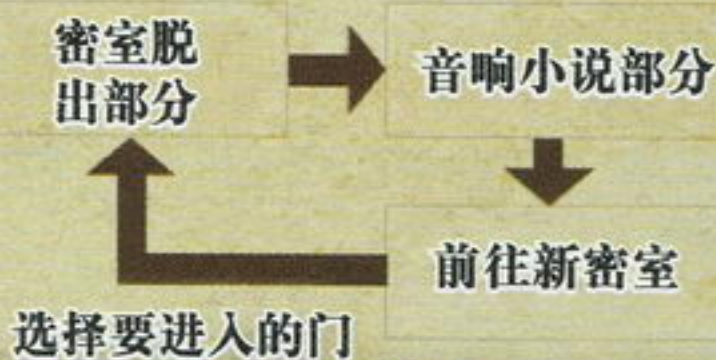 密室脱
出部分
音响小说部分
前往新密室
选择要进入的门